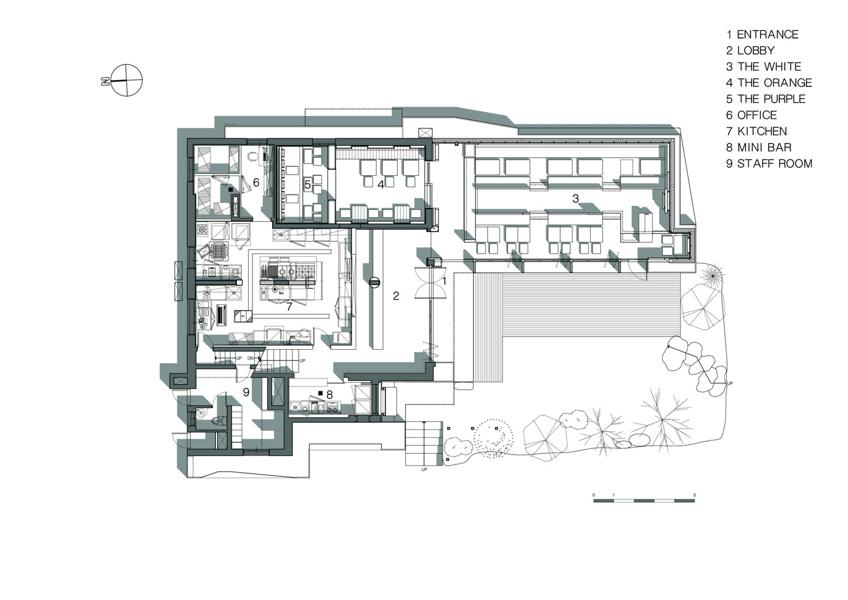 1 ENTRANCE
2 LOBBY
3 THE WHITE
4 THE ORANGE
5 THE PURPLE
6 OFFICE
7 KITCHEN
8 MINI BAR
9 STAFF ROOM
6
5
4
3
1
2
7
UP
DN
UP
9
8
UP
UP
0 1 5